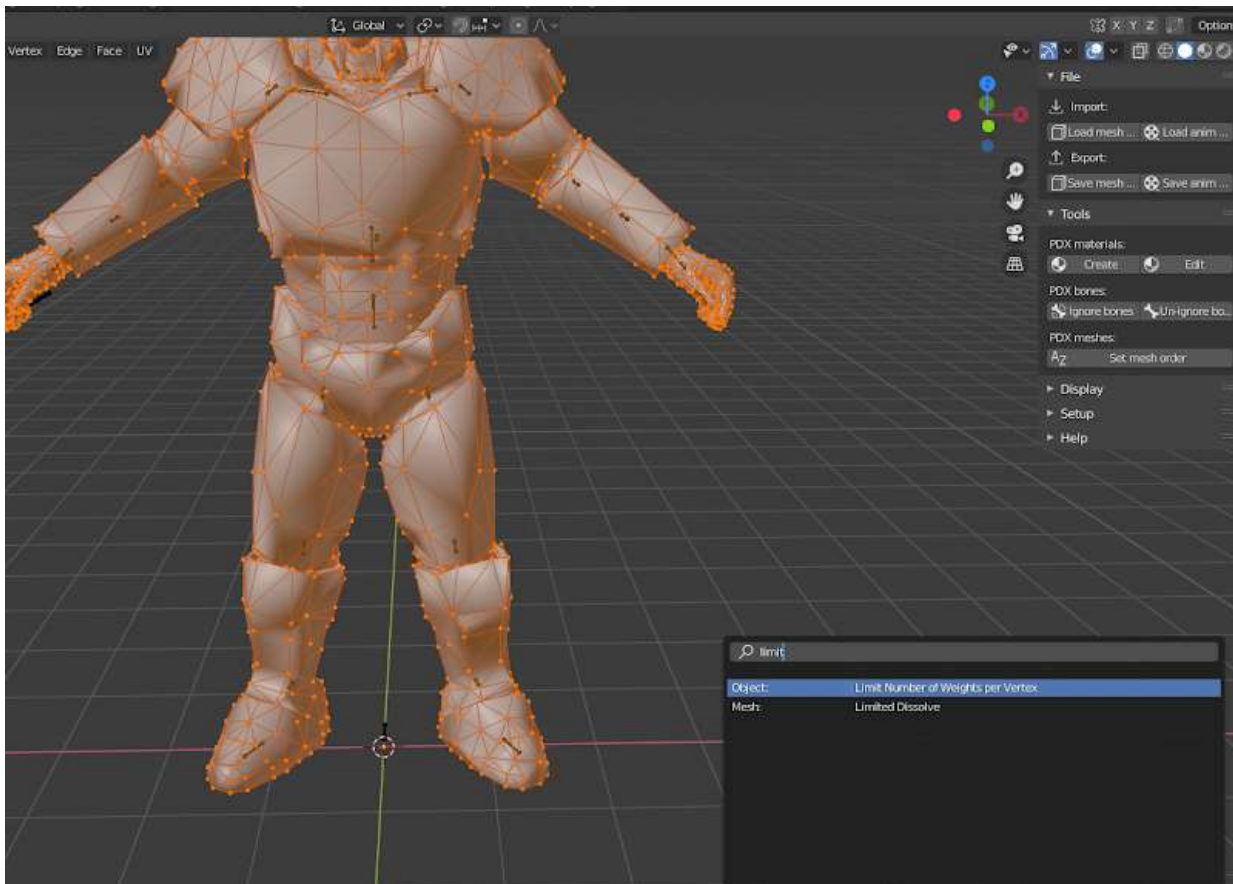 Global
X Y Z Option
Vertex Edge Face UV
File
Import:
Load mesh ... Load anim ...
Export:
Save mesh ... Save anim ...
Tools
PDX materials:
Create Edit
PDX bones:
Ignore bones Un-ignore bo...
PDX meshes:
AZ Set mesh order
Display
Setup
Help
limit
Object: Limit Number of Weights per Vertex
Mesh: Limited Dissolve